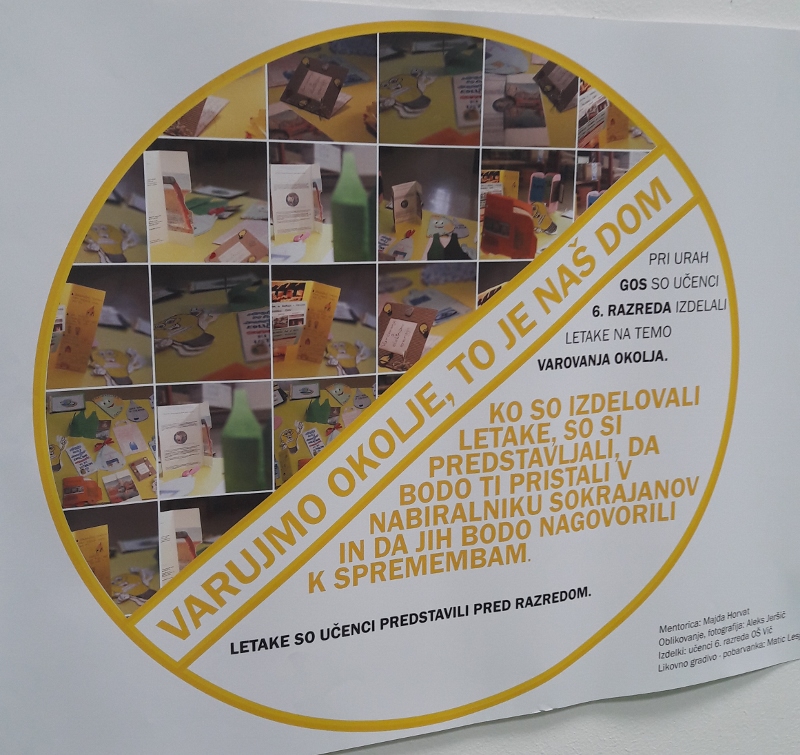 VARUJMO OKOLJE, TO JE NAŠ DOM
PRI URAH
GOS SO UČENCI
6. RAZREDA IZDELALI
LETAKE NA TEMO
VAROVANJA OKOLJA.
KO SO IZDELOVALI
LETAKE, SO SI
PREDSTAVLJALI, DA
BODO TI PRISTALI V
NABIRALNIKU SOKRAJANOV
IN DA JIH BODO NAGOVORILI
K SPREMEMBAM.
LETAKE SO UČENCI PREDSTAVILI PRED RAZREDOM.
Mentorica: Majda Horvat
Oblikovanje, fotografija: Aleks Jeršič
Izdelki: učenci 6. razreda OŠ Vič
Likovno gradivo - pobarvanka: Matic